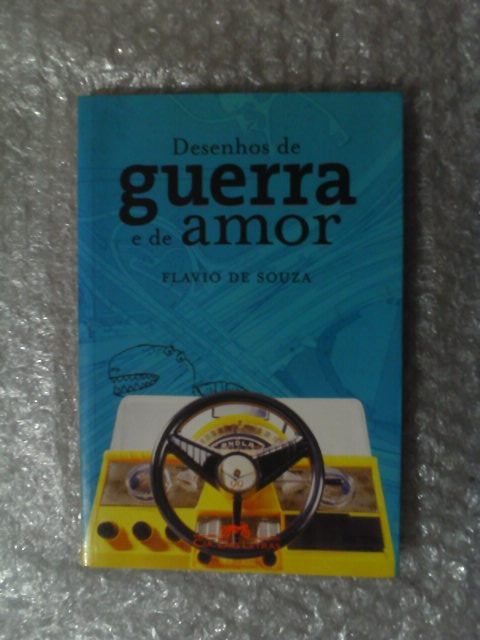 Desenhos de
guerra
e de amor
FLAVIO DE SOUZA